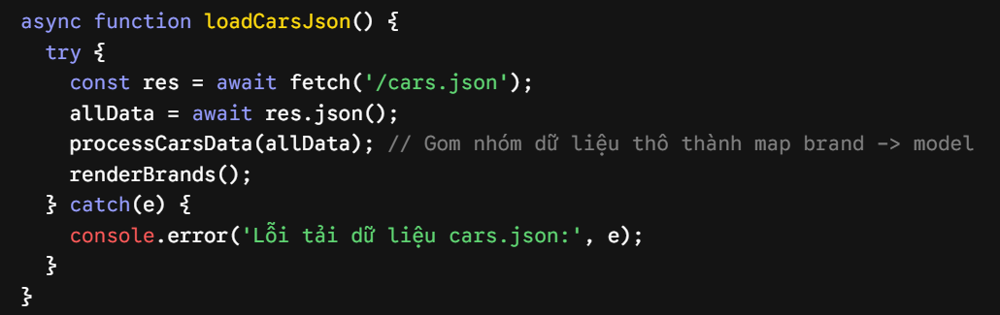 async function loadCarsJson() {
  try {
    const res = await fetch('/cars.json');
    allData = await res.json();
    processCarsData(allData); // Gom nhóm dữ liệu thô thành map brand -> model
    renderBrands();
  } catch(e) {
    console.error('Lỗi tải dữ liệu cars.json:', e);
  }
}